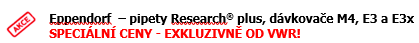 AKCE
Eppendorf – pipety Research® plus, dávkovače M4, E3 a E3x
SPECIÁLNÍ CENY - EXKLUZIVNĚ OD VWR!